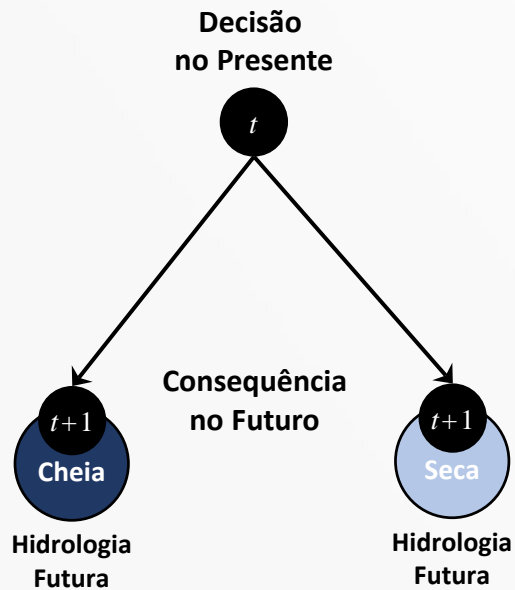 Decisão
no Presente
t
Consequência
no Futuro
t+1
Cheia
Hidrologia
Futura
t+1
Seca
Hidrologia
Futura